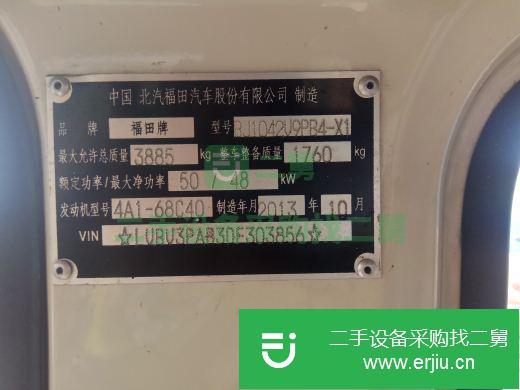 中国 北汽福田汽车股份有限公司 制造
品 牌 福田牌 型号 BJ1042V9PB4-X1
最大允许总质量 3885 kg 整车整备质量 1760 kg
额定功率/最大净功率 50 / 48 kW
发动机型号 4A1-68C40 制造年月 2013 年 10 月
VIN ☆LVBV3PAB3DE303856☆
二手设备采购找二舅
www.erjiu.cn